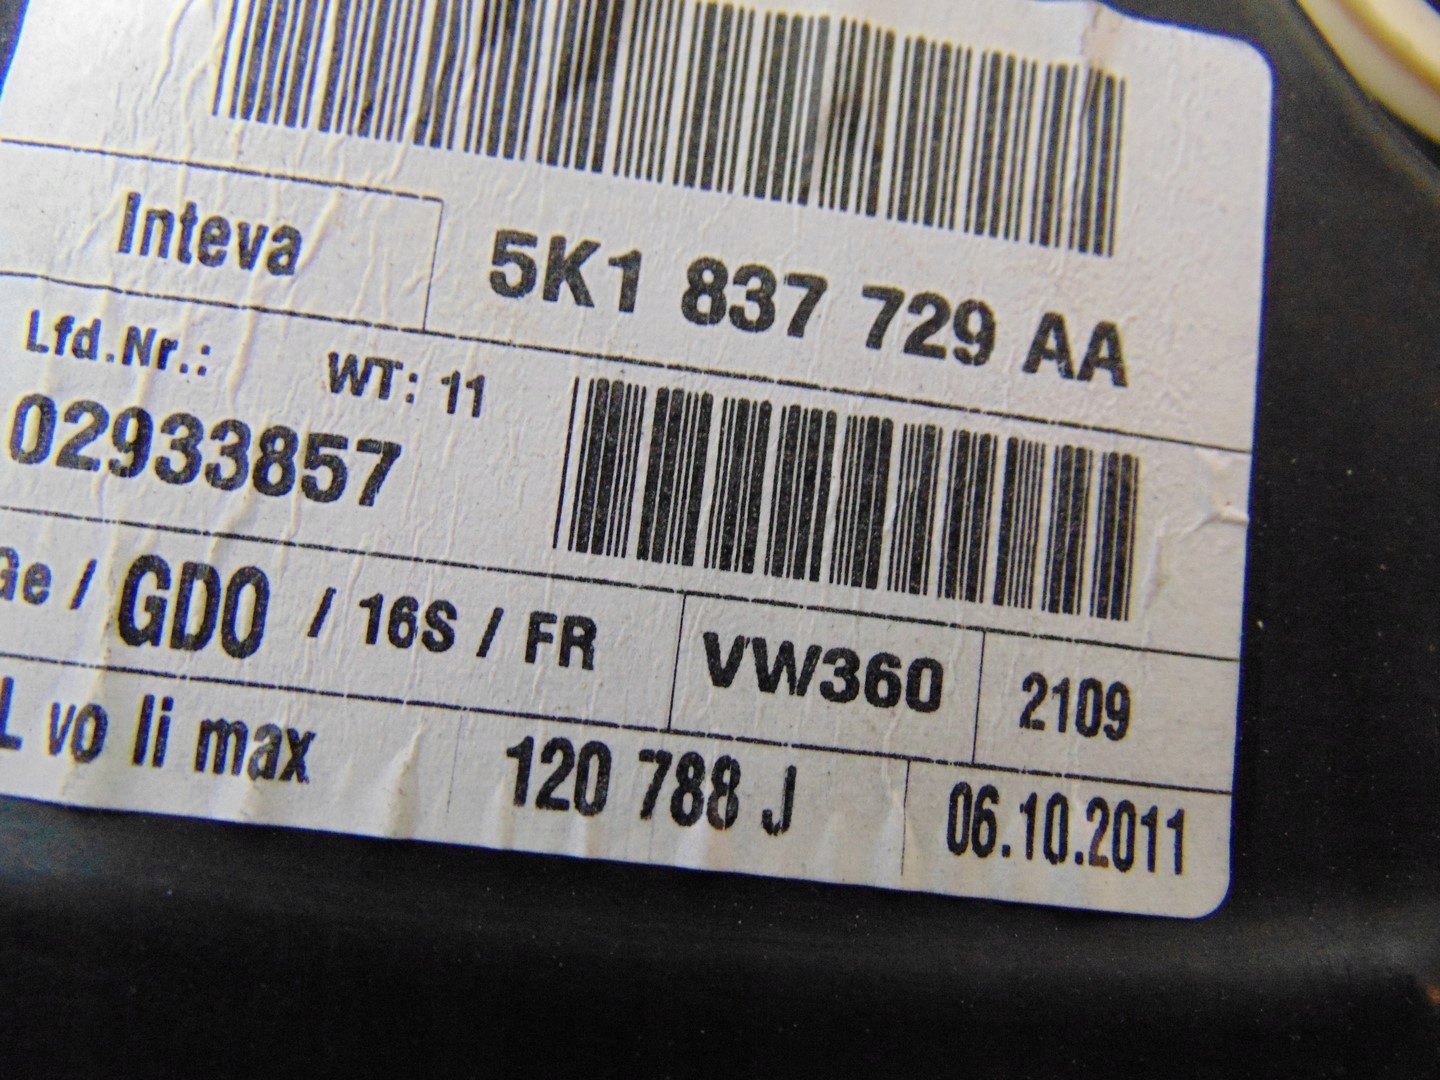 Inteva
5K1 837 729 AA
Lfd.Nr.: WT: 11
02933857
Ge / GD0 / 16S / FR
VW360
2109
L vo li max
120 788 J
06.10.2011